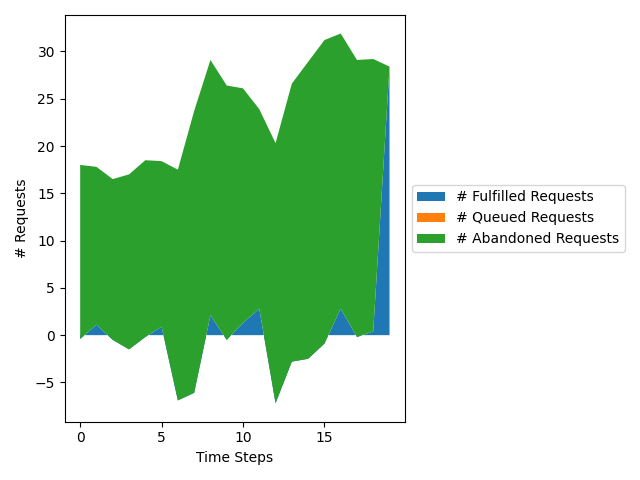 30
25
20
15
10
5
0
−5
# Requests
0 5 10 15
Time Steps
# Fulfilled Requests
# Queued Requests
# Abandoned Requests